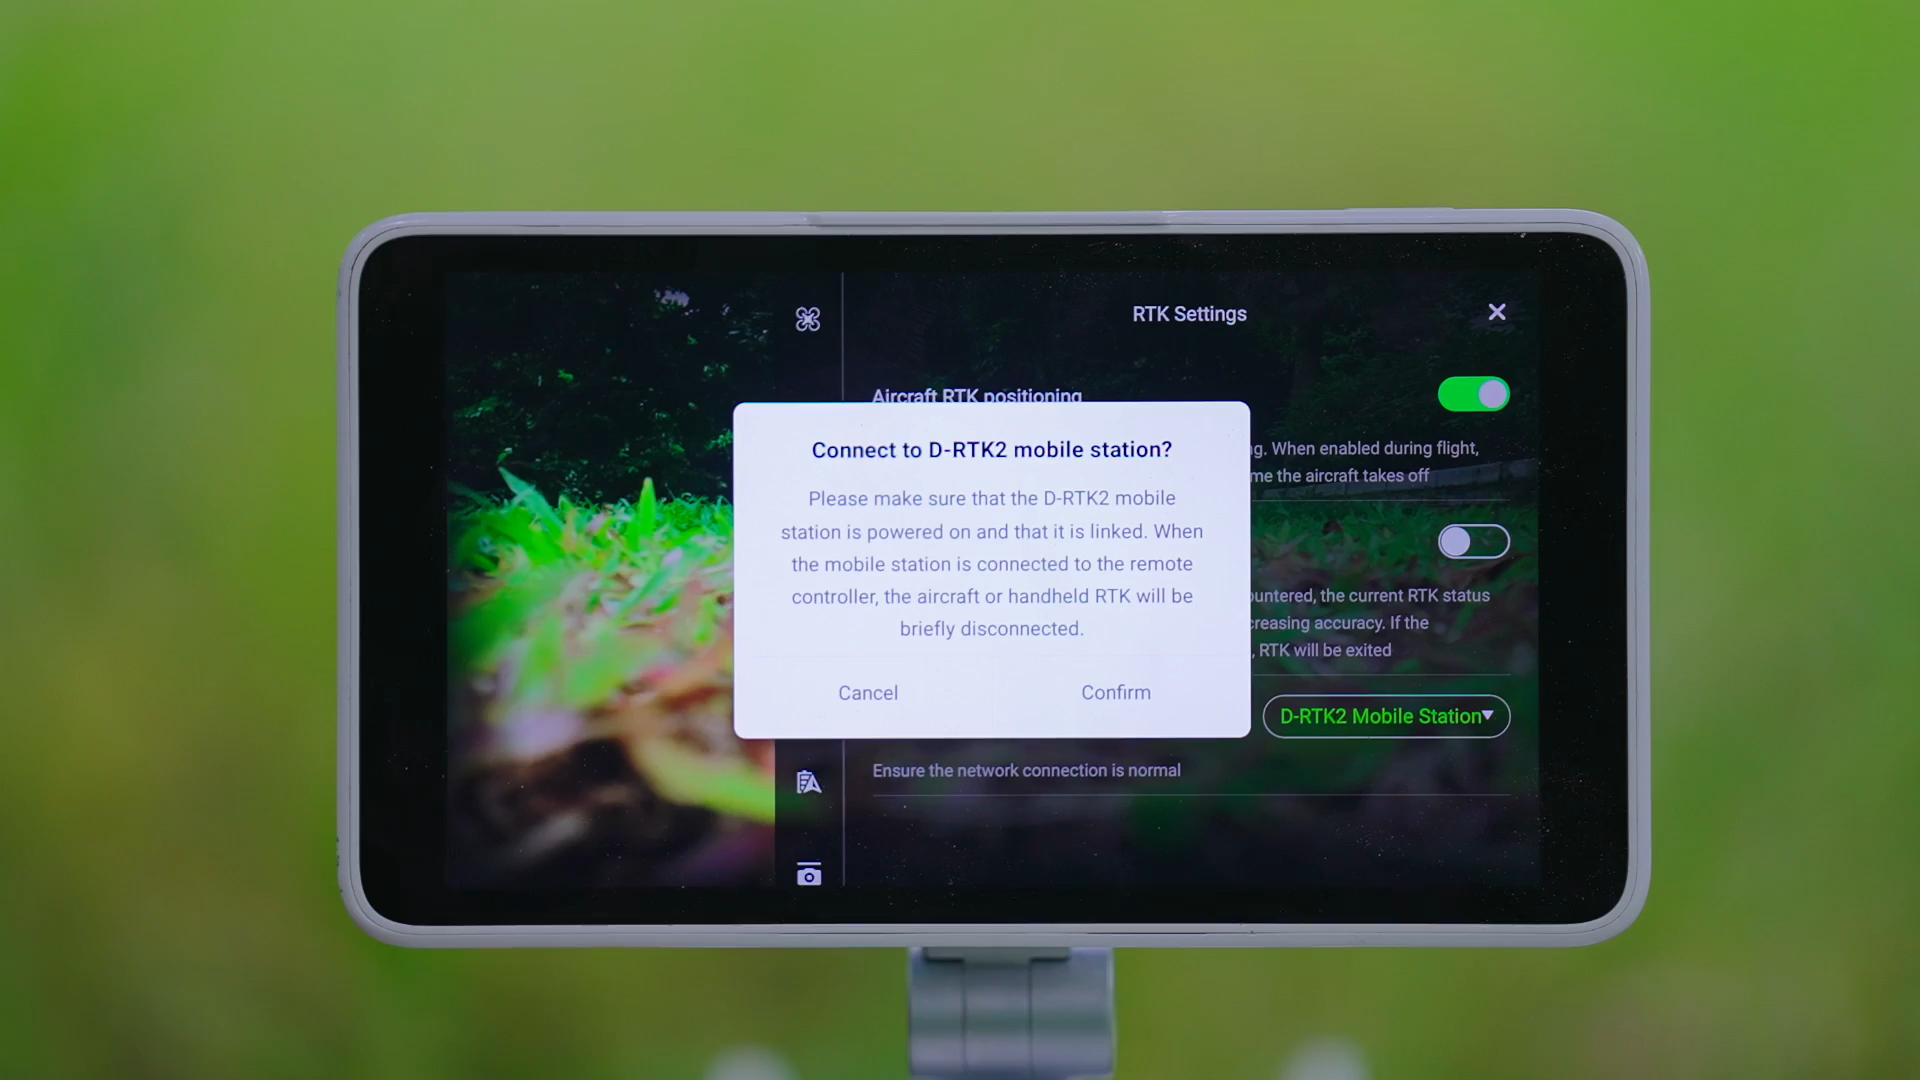 RTK Settings
Aircraft RTK positioning
When enabled during flight,
the aircraft takes off
Connect to D-RTK2 mobile station?
Please make sure that the D-RTK2 mobile
station is powered on and that it is linked. When
the mobile station is connected to the remote
controller, the aircraft or handheld RTK will be
briefly disconnected.
Cancel Confirm
the current RTK status
accuracy. If the
, RTK will be exited
D-RTK2 Mobile Station
Ensure the network connection is normal